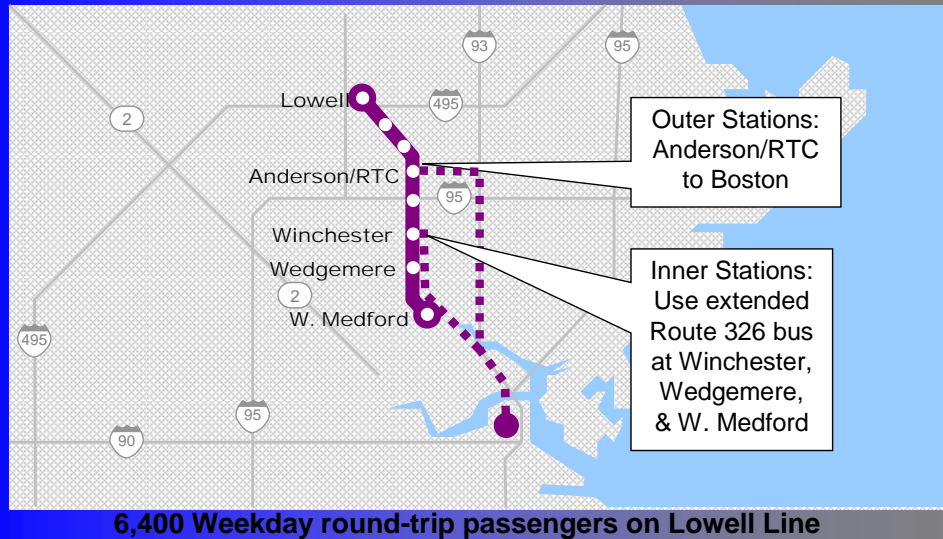 93
95
Lowell
495
2
Outer Stations:
Anderson/RTC
to Boston
Anderson/RTC
95
Winchester
Wedgemere
2
W. Medford
Inner Stations:
Use extended
Route 326 bus
at Winchester,
Wedgemere,
& W. Medford
495
95
90
6,400 Weekday round-trip passengers on Lowell Line